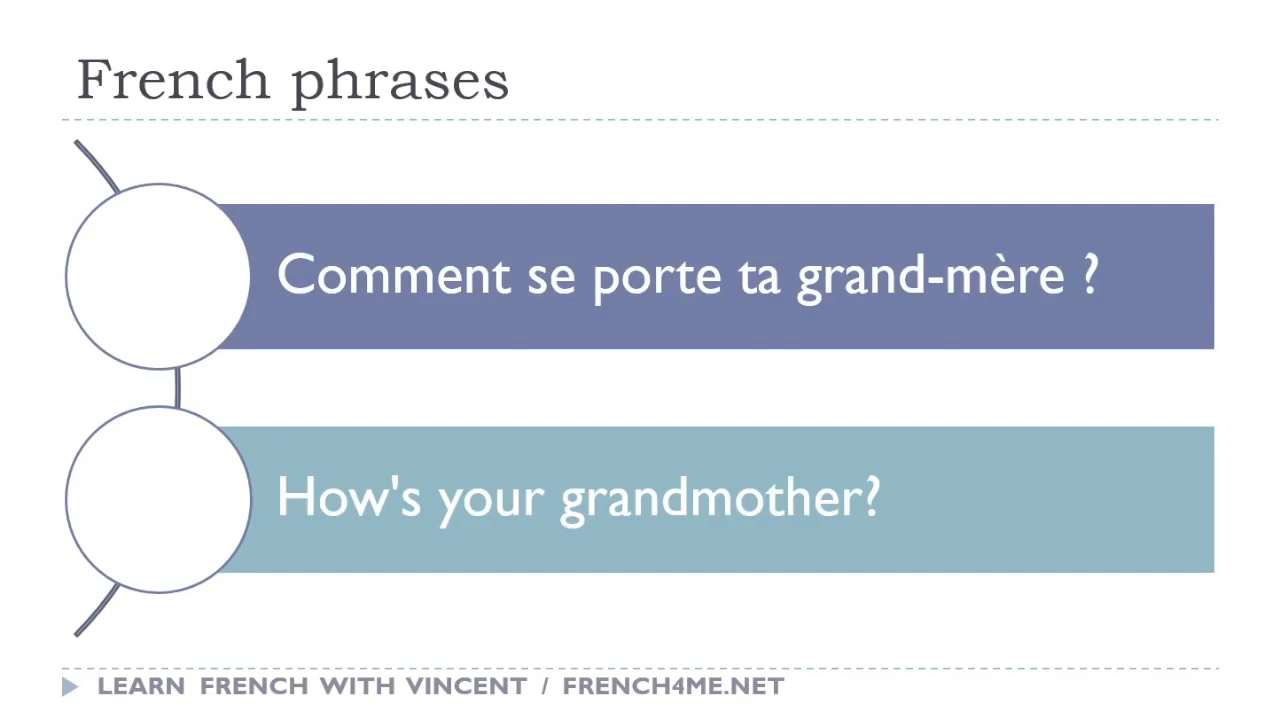 French phrases
Comment se porte ta grand-mère ?
How's your grandmother?
LEARN FRENCH WITH VINCENT / FRENCH4ME.NET